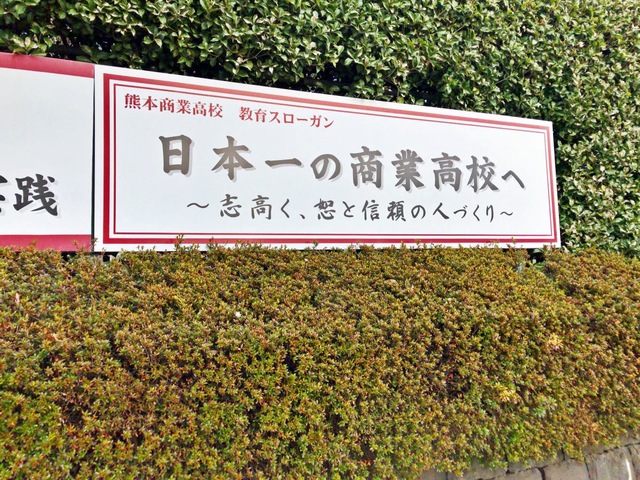 熊本商業高校 教育スローガン
日本一の商業高校へ
～志高く、恕と信頼の人づくり～
実践